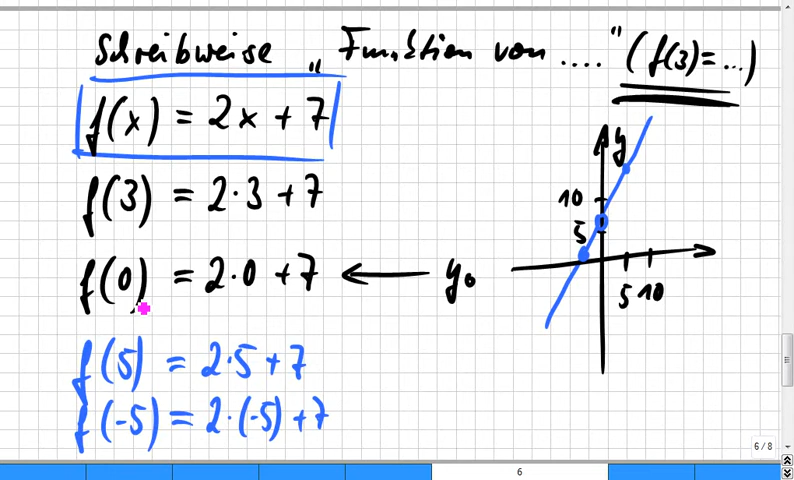 Schreibweise „Funktion von ...." (f(3)=...)
f(x) = 2x + 7
f(3) = 2·3 + 7
f(0) = 2·0 + 7 ← y₀
f(5) = 2·5 + 7
f(-5) = 2·(-5) + 7
y
10
5
5 10
6 / 8
6